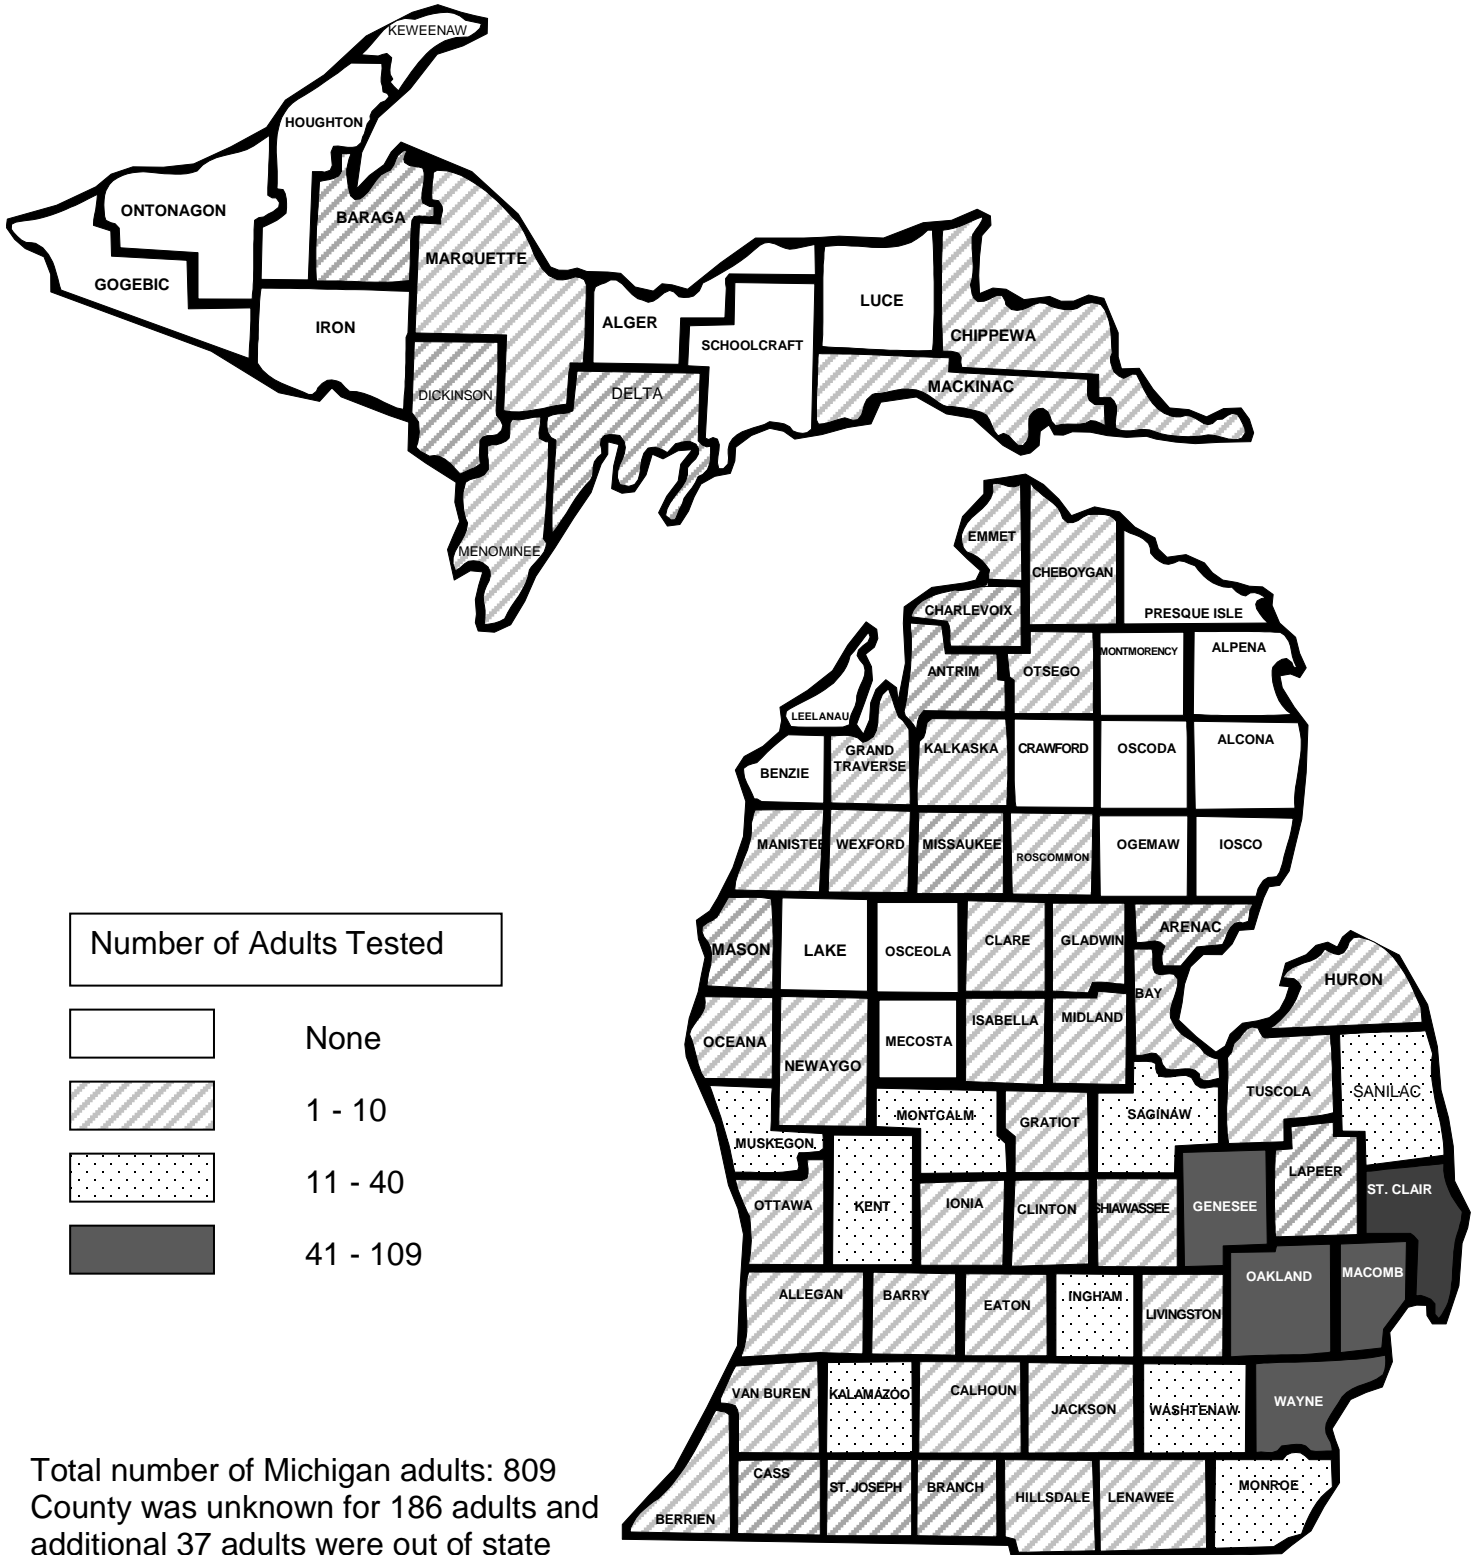 KEWEENAW
HOUGHTON
ONTONAGON
BARAGA
MARQUETTE
GOGEBIC
IRON
ALGER
LUCE
SCHOOLCRAFT
CHIPPEWA
MACKINAC
DICKINSON
DELTA
MENOMINEE
EMMET
CHEBOYGAN
PRESQUE ISLE
CHARLEVOIX
ANTRIM
OTSEGO
MONTMORENCY
ALPENA
LEELANAU
BENZIE
GRAND
TRAVERSE
KALKASKA
CRAWFORD
OSCODA
ALCONA
MANISTEE
WEXFORD
MISSAUKEE
ROSCOMMON
OGEMAW
IOSCO
MASON
LAKE
OSCEOLA
CLARE
GLADWIN
ARENAC
HURON
OCEANA
NEWAYGO
MECOSTA
ISABELLA
MIDLAND
BAY
TUSCOLA
SANILAC
MUSKEGON
MONTCALM
GRATIOT
SAGINAW
LAPEER
ST. CLAIR
OTTAWA
KENT
IONIA
CLINTON
SHIAWASSEE
GENESEE
OAKLAND
MACOMB
ALLEGAN
BARRY
EATON
INGHAM
LIVINGSTON
VAN BUREN
KALAMAZOO
CALHOUN
JACKSON
WASHTENAW
WAYNE
BERRIEN
CASS
ST. JOSEPH
BRANCH
HILLSDALE
LENAWEE
MONROE
Number of Adults Tested
None
1 - 10
11 - 40
41 - 109
Total number of Michigan adults: 809
County was unknown for 186 adults and
additional 37 adults were out of state